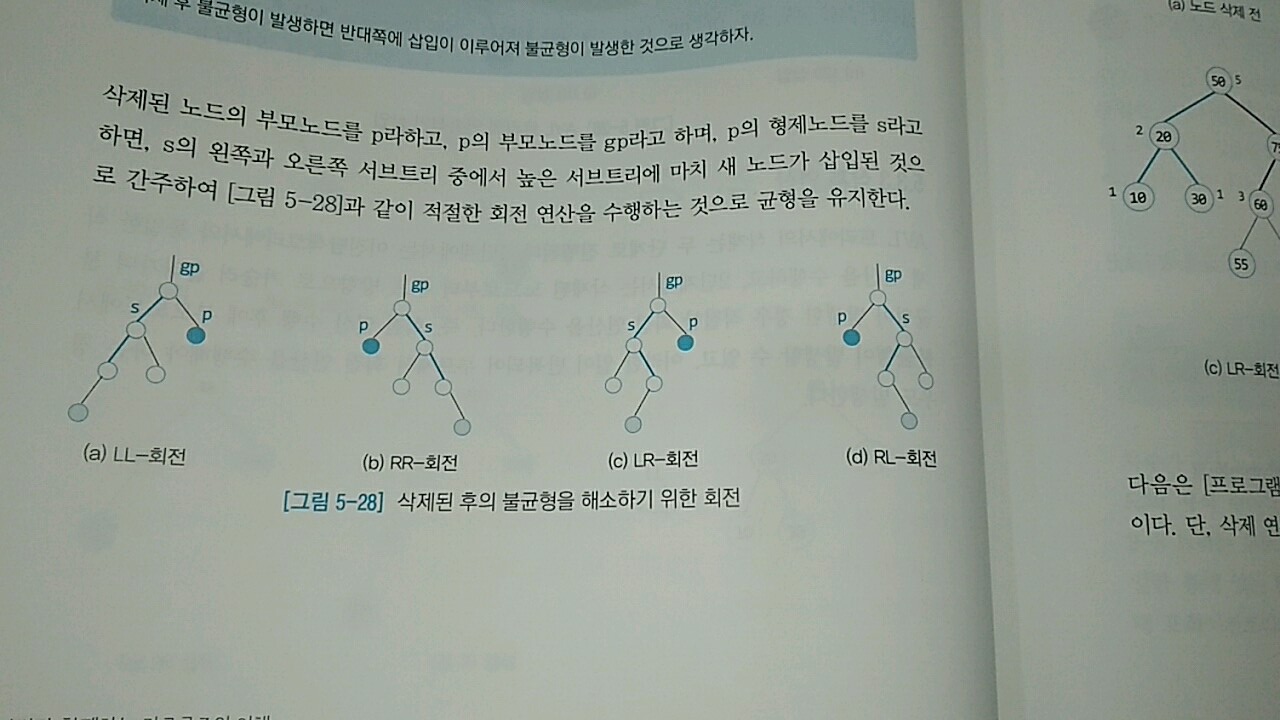 후 불균형이 발생하면 반대쪽에 삽입이 이루어져 불균형이 발생한 것으로 생각하자.
삭제된 노드의 부모노드를 p라하고, p의 부모노드를 gp라고 하며, p의 형제노드를 s라고
하면, s의 왼쪽과 오른쪽 서브트리 중에서 높은 서브트리에 마치 새 노드가 삽입된 것으
로 간주하여 [그림 5-28]과 같이 적절한 회전 연산을 수행하는 것으로 균형을 유지한다.
gp
s
p
(a) LL-회전
gp
p
s
(b) RR-회전
gp
s
p
(c) LR-회전
gp
p
s
(d) RL-회전
[그림 5-28] 삭제된 후의 불균형을 해소하기 위한 회전
(a) 노드 삭제 전
50 5
2 20
1 10
30 1
3 60
55
(c) LR-회전
다음은 [프로그램
이다. 단, 삭제 연